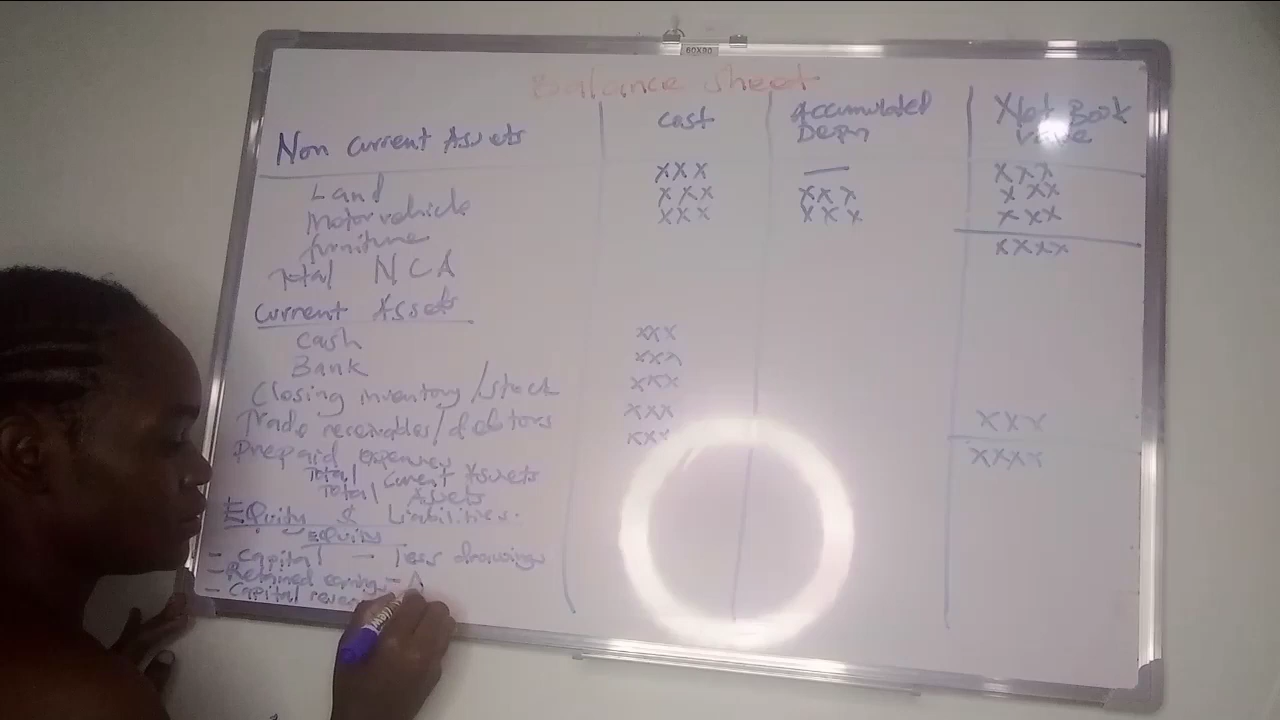 60X90
Balance sheet
Non current Assets cost accumulated Depn Net Book value
Land xxx — xxx
Motor vehicle xxx xxx xxx
furniture xxx xxx xxx
Total NCA xxxx
Current Assets
Cash xxx
Bank xxx
Closing inventory/stock xxx
Trade receivables/debtors xxx
Prepaid expenses xxx
Total Current Assets xxx
Total Assets xxxx
Equity & Liabilities.
Equity
- Capital - less drawings
- Retained earnings -
- Capital